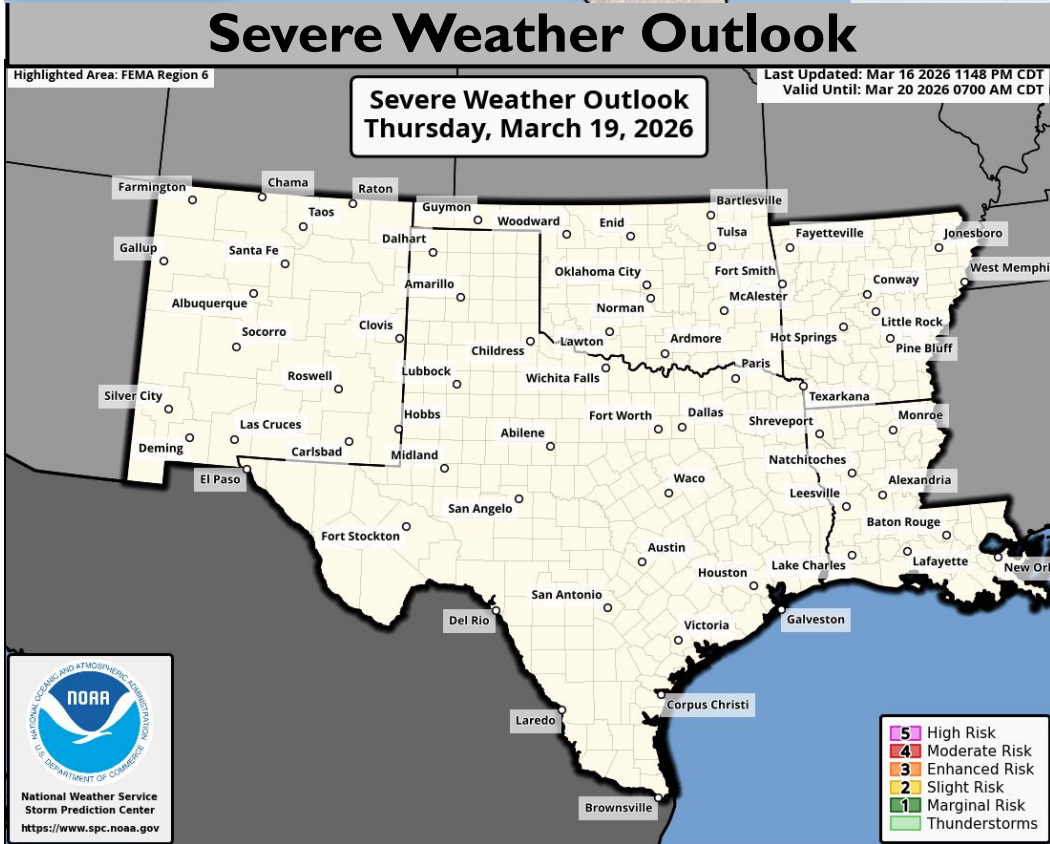 Severe Weather Outlook
Highlighted Area: FEMA Region 6
Last Updated: Mar 16 2026 1148 PM CDT
Valid Until: Mar 20 2026 0700 AM CDT
Severe Weather Outlook
Thursday, March 19, 2026
Farmington
Chama
Raton
Taos
Guymon
Woodward
Enid
Bartlesville
Tulsa
Fayetteville
Jonesboro
Gallup
Santa Fe
Dalhart
Oklahoma City
Fort Smith
Conway
West Memphi
Albuquerque
Amarillo
Norman
McAlester
Little Rock
Socorro
Clovis
Childress
Lawton
Ardmore
Hot Springs
Pine Bluff
Roswell
Lubbock
Wichita Falls
Paris
Texarkana
Silver City
Las Cruces
Hobbs
Fort Worth
Dallas
Shreveport
Monroe
Deming
Carlsbad
Midland
Abilene
Natchitoches
El Paso
San Angelo
Waco
Leesville
Alexandria
Fort Stockton
Austin
Baton Rouge
Houston
Lake Charles
Lafayette
New Orl
Del Rio
San Antonio
Victoria
Galveston
Laredo
Corpus Christi
Brownsville
NATIONAL OCEANIC AND ATMOSPHERIC ADMINISTRATION
NOAA
U.S. DEPARTMENT OF COMMERCE
National Weather Service
Storm Prediction Center
https://www.spc.noaa.gov
5 High Risk
4 Moderate Risk
3 Enhanced Risk
2 Slight Risk
1 Marginal Risk
Thunderstorms